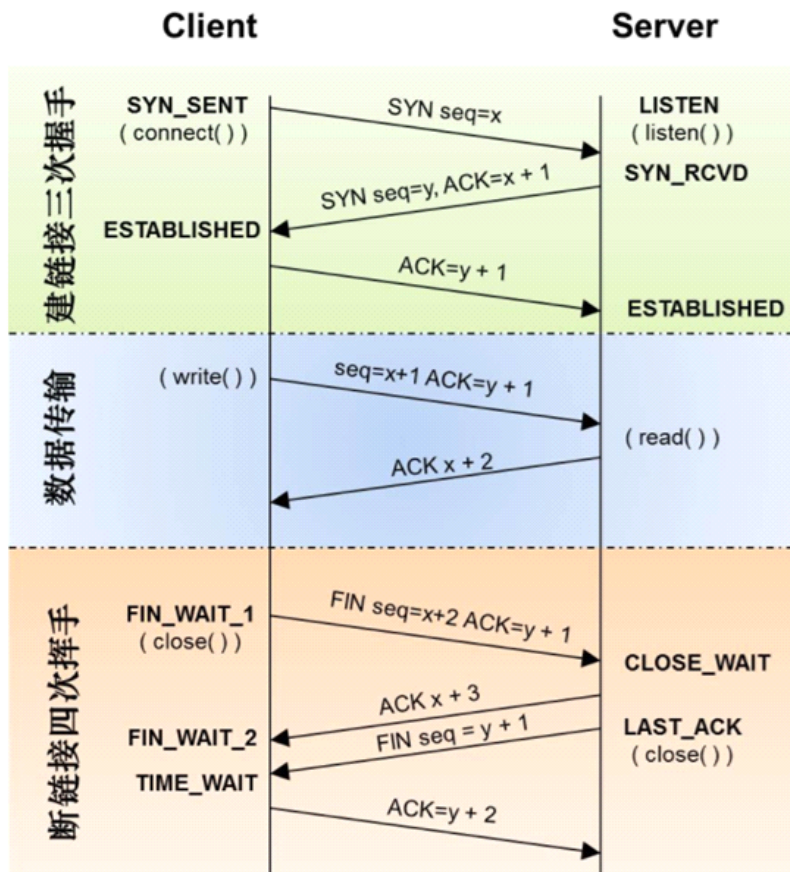 Client
Server
建链接三次握手
SYN_SENT
( connect( ) )
SYN seq=x
LISTEN
( listen( ) )
SYN_RCVD
SYN seq=y, ACK=x + 1
ESTABLISHED
ACK=y + 1
ESTABLISHED
数据传输
( write( ) )
seq=x+1 ACK=y + 1
( read( ) )
ACK x + 2
断链接四次挥手
FIN_WAIT_1
( close( ) )
FIN seq=x+2 ACK=y + 1
CLOSE_WAIT
ACK x + 3
FIN_WAIT_2
FIN seq = y + 1
LAST_ACK
( close( ) )
TIME_WAIT
ACK=y + 2